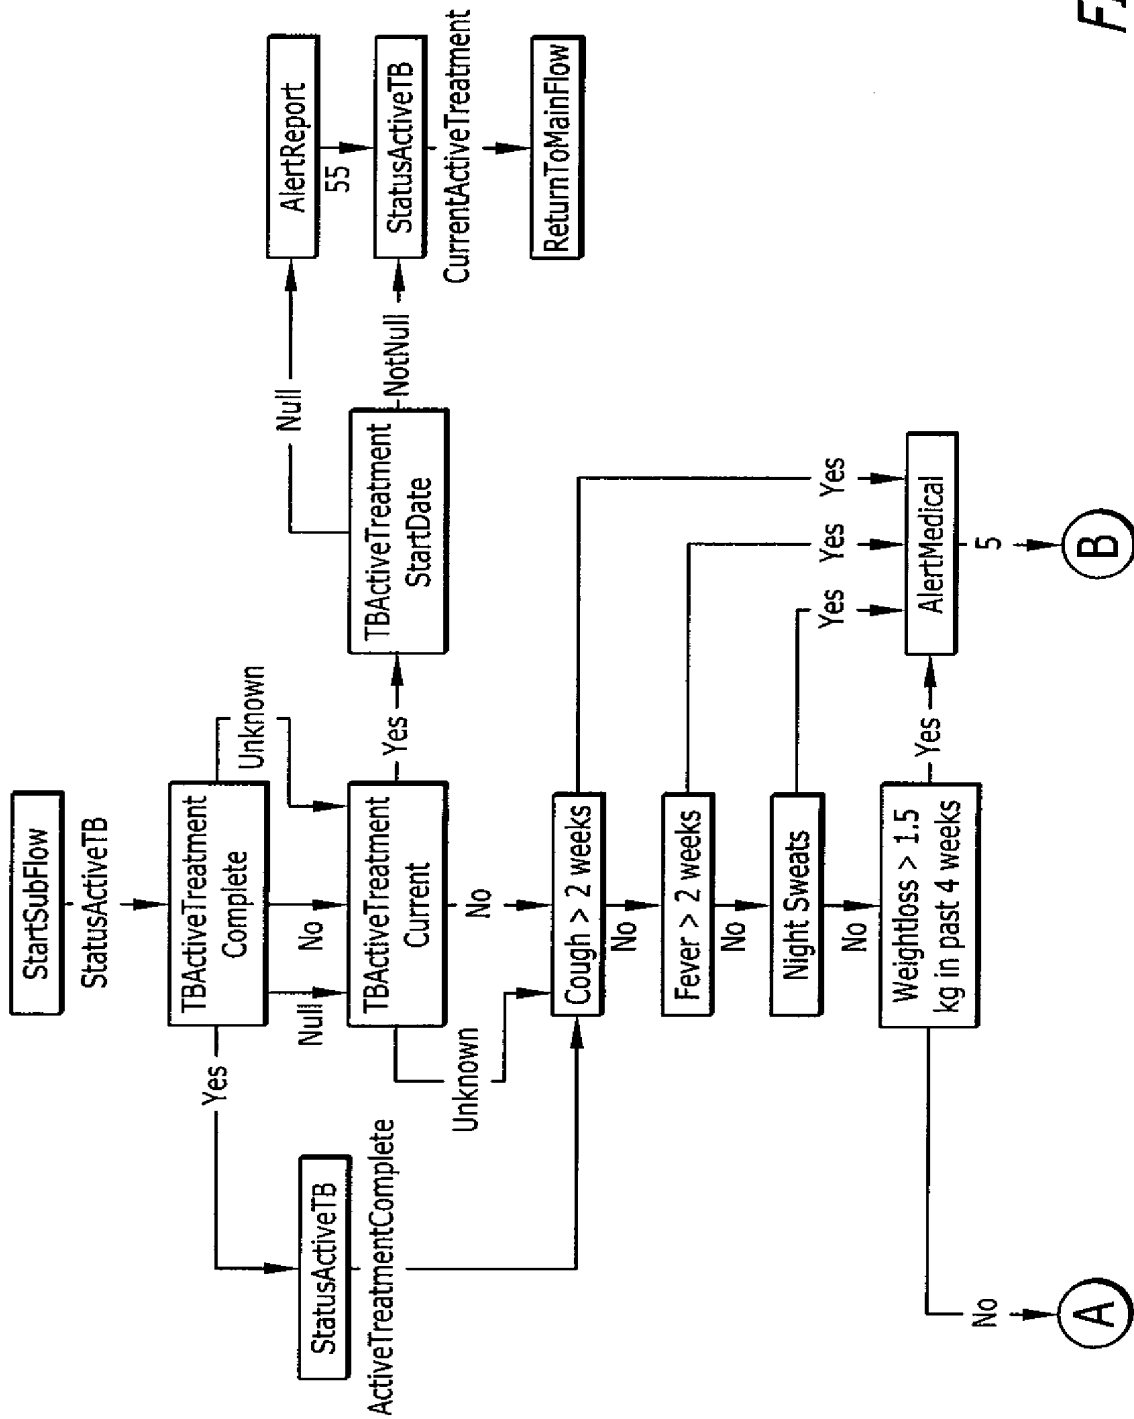 StartSubFlow
StatusActiveTB
TBActiveTreatment
Complete
Yes
Null
No
Unknown
StatusActiveTB
ActiveTreatmentComplete
TBActiveTreatment
Current
Yes
Unknown
No
TBActiveTreatment
StartDate
Null
NotNull
AlertReport
55
StatusActiveTB
CurrentActiveTreatment
ReturnToMainFlow
Cough > 2 weeks
No
Yes
Fever > 2 weeks
No
Yes
Night Sweats
No
Yes
Weightloss > 1.5
kg in past 4 weeks
No
Yes
AlertMedical
5
A
B